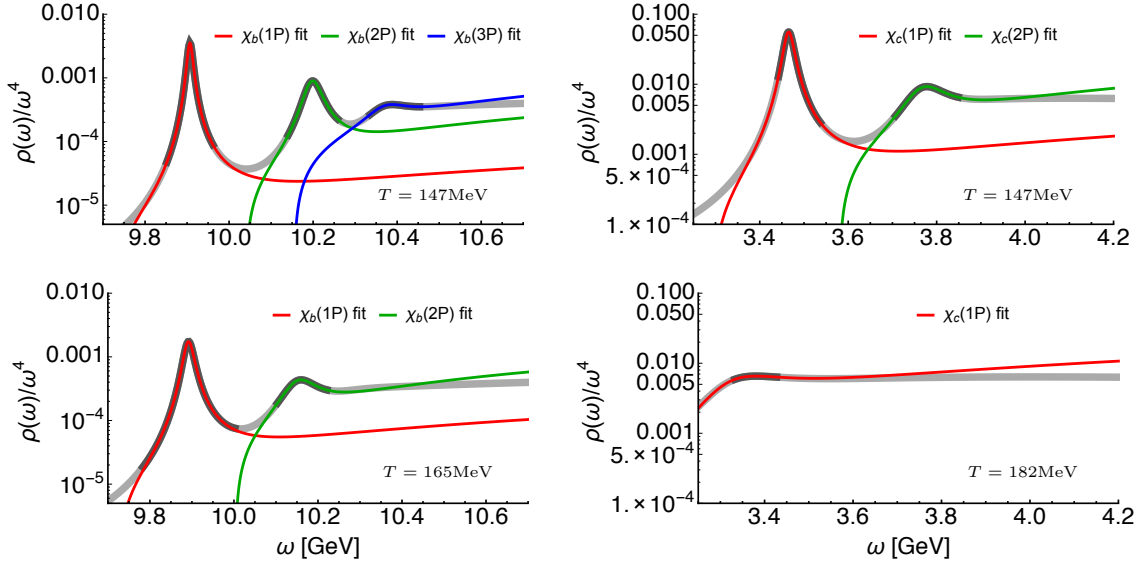 χb(1P) fit χb(2P) fit χb(3P) fit
0.010
0.001
10⁻⁴
10⁻⁵
ρ(ω)/ω⁴
T = 147MeV
9.8 10.0 10.2 10.4 10.6
χc(1P) fit χc(2P) fit
0.100
0.050
0.010
0.005
0.001
5.×10⁻⁴
1.×10⁻⁴
ρ(ω)/ω⁴
T = 147MeV
3.4 3.6 3.8 4.0 4.2
χb(1P) fit χb(2P) fit
0.010
0.001
10⁻⁴
10⁻⁵
ρ(ω)/ω⁴
T = 165MeV
9.8 10.0 10.2 10.4 10.6
ω [GeV]
χc(1P) fit
0.100
0.050
0.010
0.005
0.001
5.×10⁻⁴
1.×10⁻⁴
ρ(ω)/ω⁴
T = 182MeV
3.4 3.6 3.8 4.0 4.2
ω [GeV]